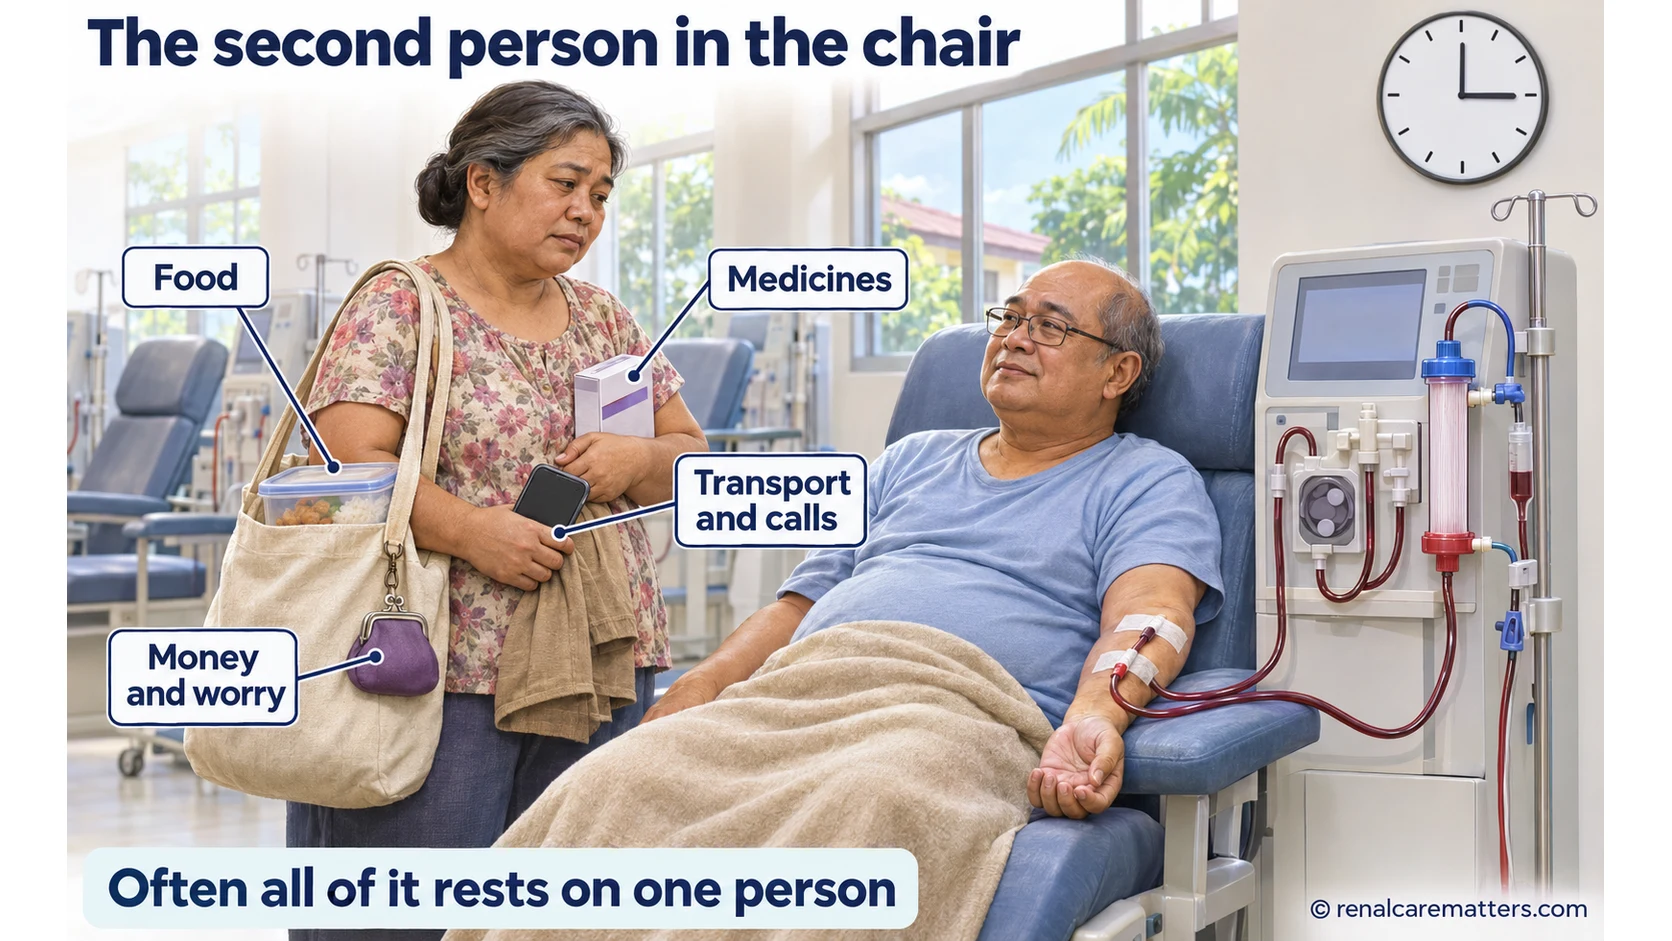 The second person in the chair
Food
Medicines
Transport
and calls
Money
and worry
Often all of it rests on one person
© renalcarematters.com